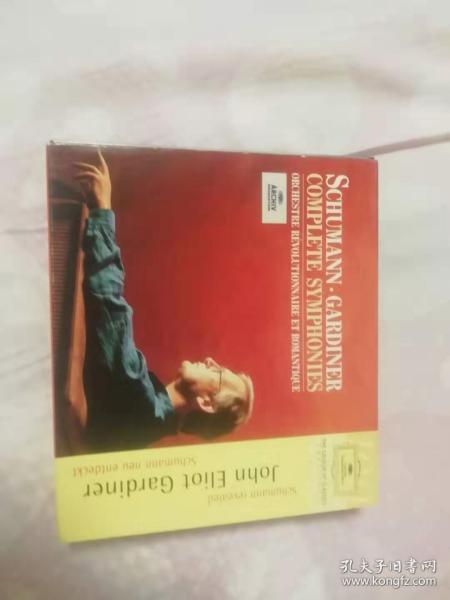 SCHUMANN · GARDINER
COMPLETE SYMPHONIES
ORCHESTRE RÉVOLUTIONNAIRE ET ROMANTIQUE
ARCHIV
PRODUKTION
Schumann revealed
John Eliot Gardiner
Schumann neu entdeckt
孔夫子旧书网
www.kongfz.com